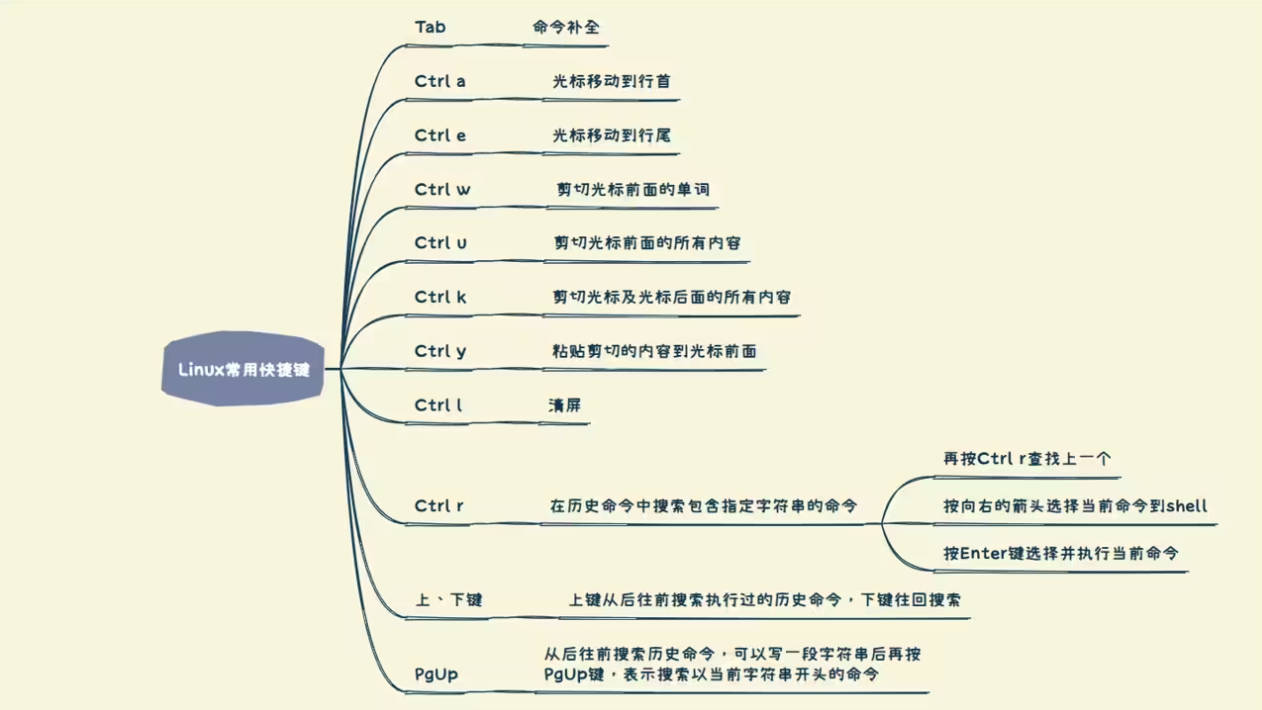 Linux常用快捷键
Tab
命令补全
Ctrl a
光标移动到行首
Ctrl e
光标移动到行尾
Ctrl w
剪切光标前面的单词
Ctrl u
剪切光标前面的所有内容
Ctrl k
剪切光标及光标后面的所有内容
Ctrl y
粘贴剪切的内容到光标前面
Ctrl l
清屏
Ctrl r
在历史命令中搜索包含指定字符串的命令
再按Ctrl r查找上一个
按向右的箭头选择当前命令到shell
按Enter键选择并执行当前命令
上、下键
上键从后往前搜索执行过的历史命令，下键往回搜索
PgUp
从后往前搜索历史命令，可以写一段字符串后再按
PgUp键，表示搜索以当前字符串开头的命令